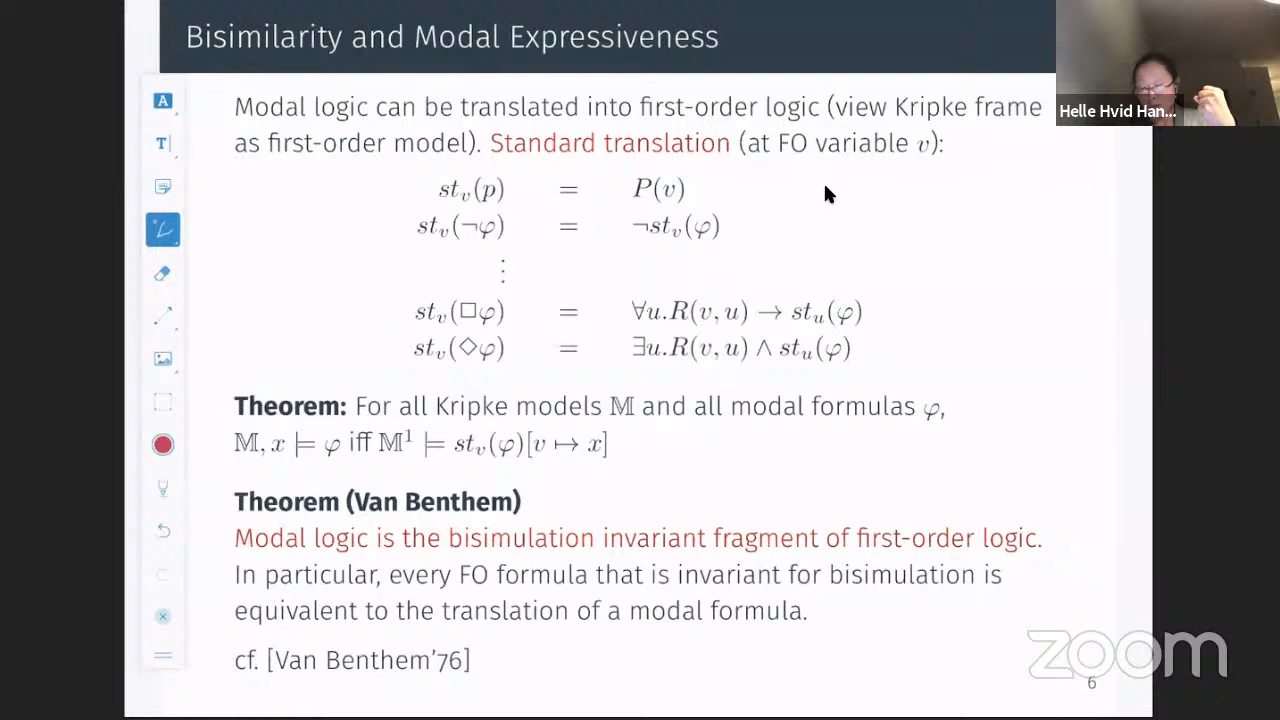 Bisimilarity and Modal Expressiveness
Helle Hvid Han...
Modal logic can be translated into first-order logic (view Kripke frame
as first-order model). Standard translation (at FO variable v):
st_v(p) = P(v)
st_v(¬φ) = ¬st_v(φ)
⋮
st_v(□φ) = ∀u.R(v, u) → st_u(φ)
st_v(◇φ) = ∃u.R(v, u) ∧ st_u(φ)
Theorem: For all Kripke models 𝕄 and all modal formulas φ,
𝕄, x ⊨ φ iff 𝕄¹ ⊨ st_v(φ)[v ↦ x]
Theorem (Van Benthem)
Modal logic is the bisimulation invariant fragment of first-order logic.
In particular, every FO formula that is invariant for bisimulation is
equivalent to the translation of a modal formula.
cf. [Van Benthem'76]
zoom
6
A
T